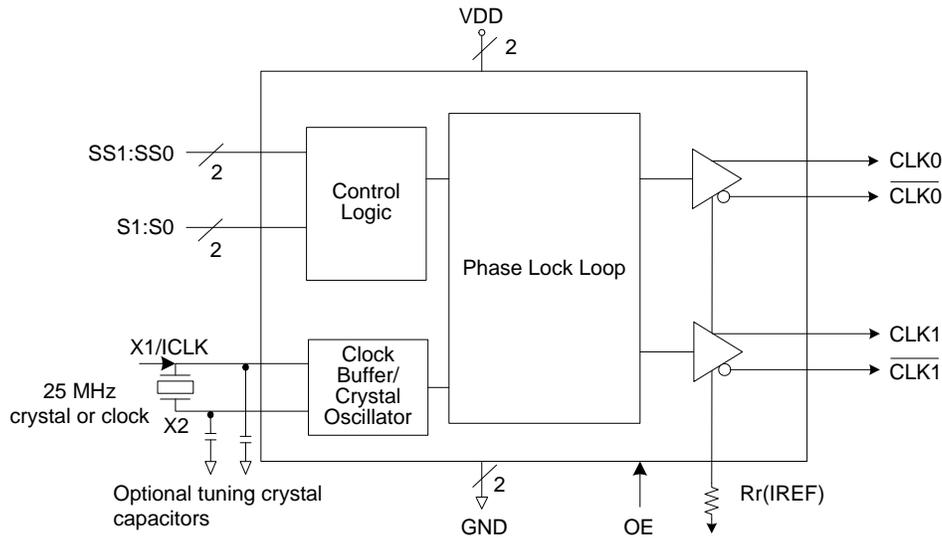 VDD
2
SS1:SS0
2
S1:S0
2
Control
Logic
Phase Lock Loop
CLK0
CLK0
CLK1
CLK1
X1/ICLK
25 MHz
crystal or clock
X2
Clock
Buffer/
Crystal
Oscillator
Optional tuning crystal
capacitors
2
GND
OE
Rr(IREF)